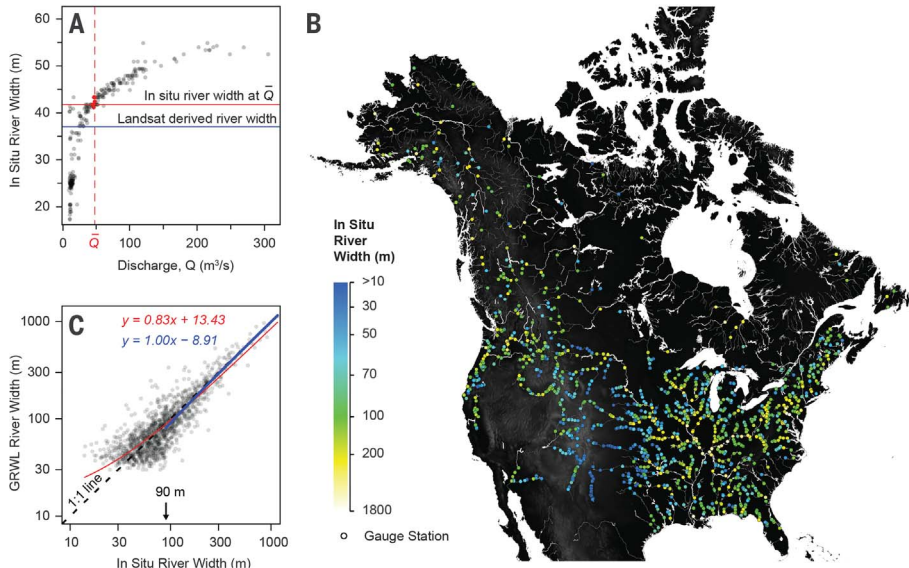 A
60
50
40
30
20
In Situ River Width (m)
In situ river width at Q̅
Landsat derived river width
0
Q̅
100
200
300
Discharge, Q (m³/s)
B
In Situ
River
Width (m)
>10
30
50
70
100
200
1800
Gauge Station
C
y = 0.83x + 13.43
y = 1.00x − 8.91
1000
300
100
30
10
GRWL River Width (m)
1:1 line
90 m
10
30
100
300
1000
In Situ River Width (m)